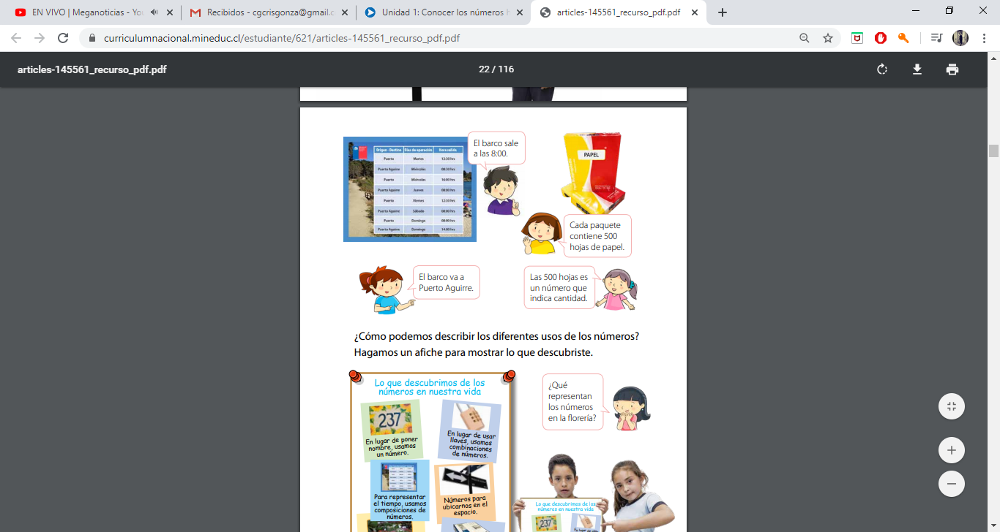 EN VIVO | Meganoticias - You
Recibidos - cgcrisgonza@gmail.c
Unidad 1: Conocer los números h
articles-145561_recurso_pdf.pdf
curriculumnacional.mineduc.cl/estudiante/621/articles-145561_recurso_pdf.pdf
articles-145561_recurso_pdf.pdf
22 / 116
Origen - Destino Días de operación Hora salida
Puerto Martes 12:30 hrs
Puerto Aguirre Miércoles 08:30 hrs
Puerto Miércoles 16:00 hrs
Puerto Aguirre Jueves 08:00 hrs
Puerto Viernes 12:30 hrs
Puerto Aguirre Sábado 08:00 hrs
Puerto Domingo 08:00 hrs
Puerto Aguirre Domingo 14:00 hrs
El barco sale
a las 8:00.
PAPEL
Cada paquete
contiene 500
hojas de papel.
El barco va a
Puerto Aguirre.
Las 500 hojas es
un número que
indica cantidad.
¿Cómo podemos describir los diferentes usos de los números?
Hagamos un afiche para mostrar lo que descubriste.
Lo que descubrimos de los
números en nuestra vida
237
En lugar de poner
nombre, usamos
un número.
En lugar de usar
llaves, usamos
combinaciones
de números.
Para representar
el tiempo, usamos
composiciones de
números.
Números para
ubicarnos en el
espacio.
¿Qué
representan
los números
en la florería?
Lo que descubrimos de los
números en nuestra vida
237